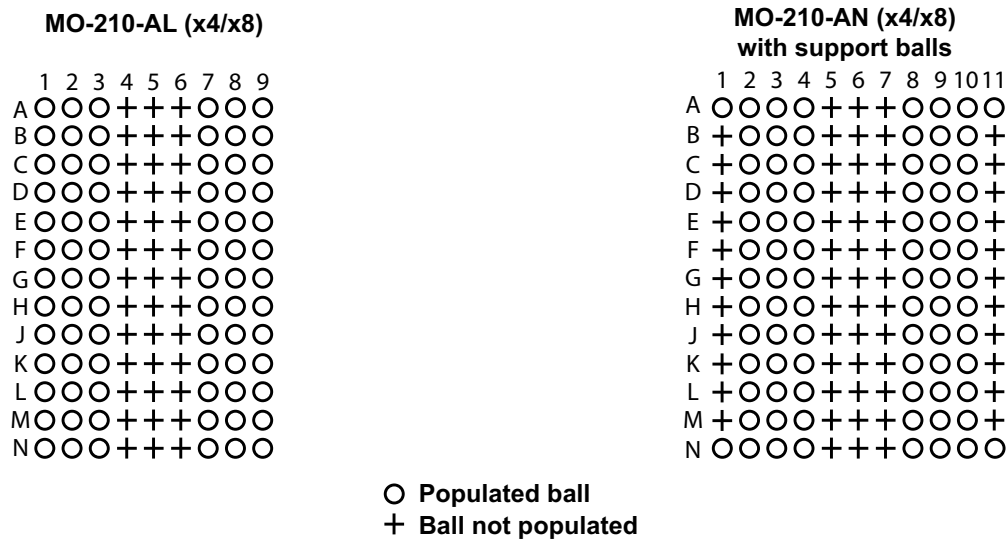 MO-210-AL (x4/x8)
1 2 3 4 5 6 7 8 9
A
B
C
D
E
F
G
H
J
K
L
M
N
MO-210-AN (x4/x8)
with support balls
1 2 3 4 5 6 7 8 9 10 11
A
B
C
D
E
F
G
H
J
K
L
M
N
Populated ball
Ball not populated